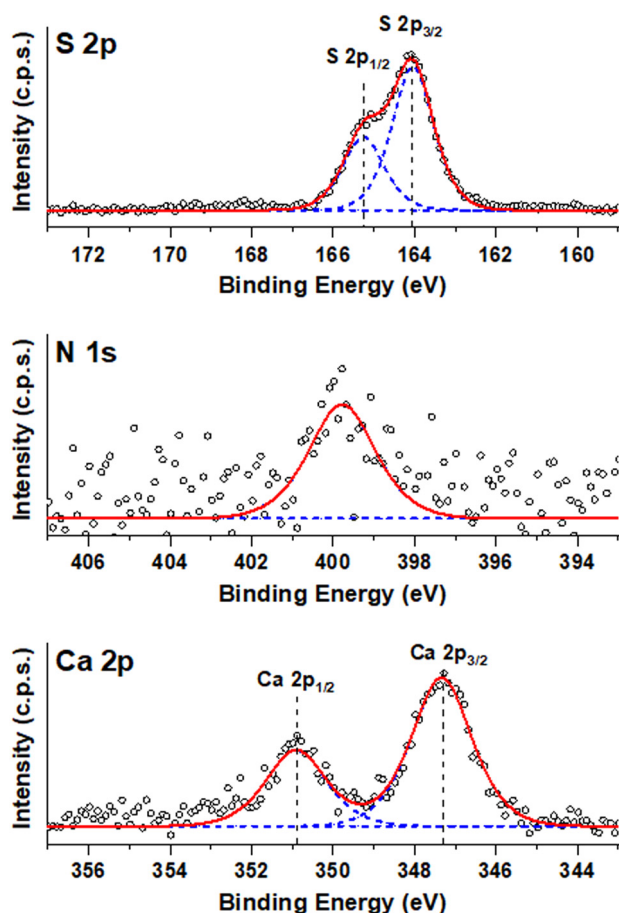 S 2p
S 2p1/2
S 2p3/2
Intensity (c.p.s.)
172 170 168 166 164 162 160
Binding Energy (eV)
N 1s
Intensity (c.p.s.)
406 404 402 400 398 396 394
Binding Energy (eV)
Ca 2p
Ca 2p1/2
Ca 2p3/2
Intensity (c.p.s.)
356 354 352 350 348 346 344
Binding Energy (eV)